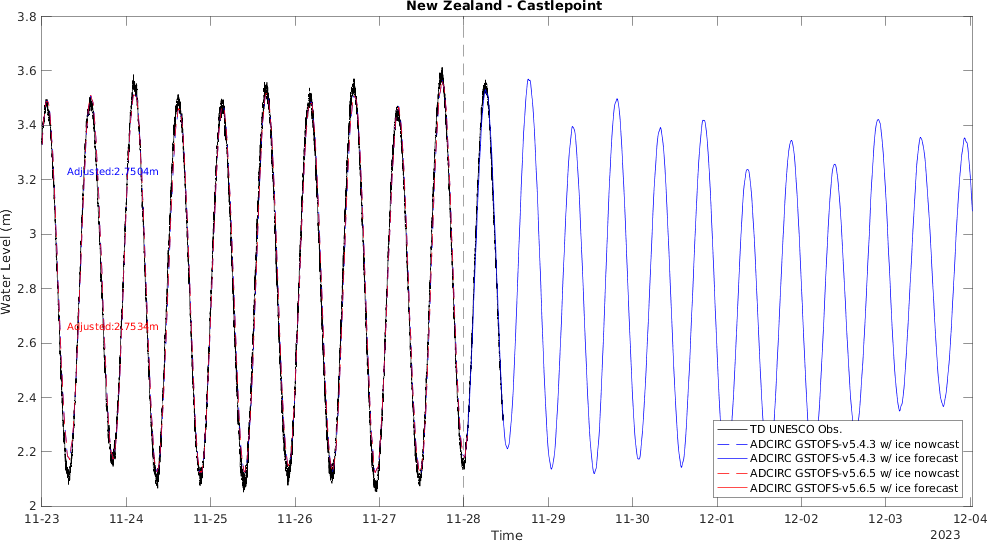 New Zealand - Castlepoint
3.8
3.6
3.4
3.2
3
2.8
2.6
2.4
2.2
2
Water Level (m)
Adjusted:2.7504m
Adjusted:2.7534m
TD UNESCO Obs.
ADCIRC GSTOFS-v5.4.3 w/ ice nowcast
ADCIRC GSTOFS-v5.4.3 w/ ice forecast
ADCIRC GSTOFS-v5.6.5 w/ ice nowcast
ADCIRC GSTOFS-v5.6.5 w/ ice forecast
11-23 11-24 11-25 11-26 11-27 11-28 11-29 11-30 12-01 12-02 12-03 12-04
Time
2023